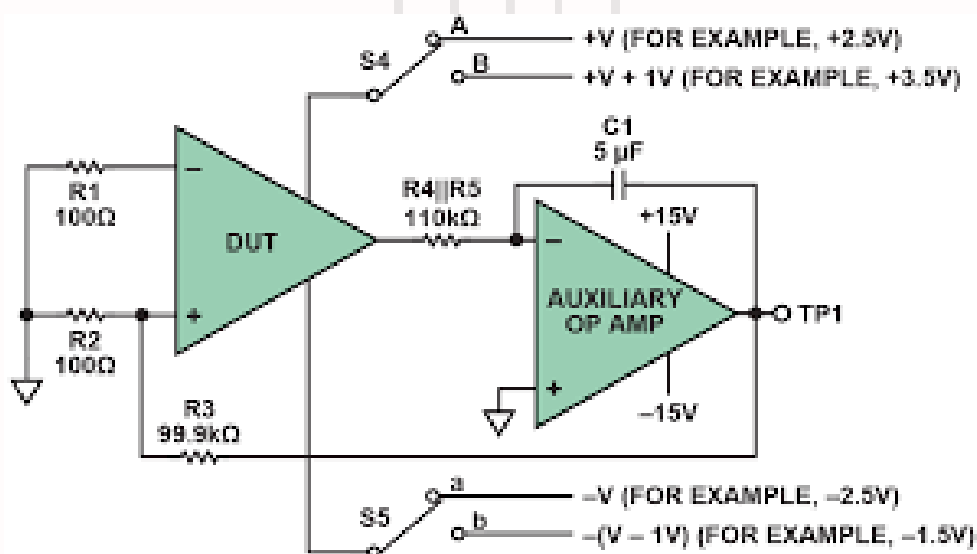 A
+V (FOR EXAMPLE, +2.5V)
S4
B
+V + 1V (FOR EXAMPLE, +3.5V)
C1
5 µF
R1
100Ω
–
DUT
R4||R5
110kΩ
+15V
–
AUXILIARY
OP AMP
TP1
+
R2
100Ω
+
–15V
R3
99.9kΩ
a
–V (FOR EXAMPLE, –2.5V)
S5
b
–(V – 1V) (FOR EXAMPLE, –1.5V)